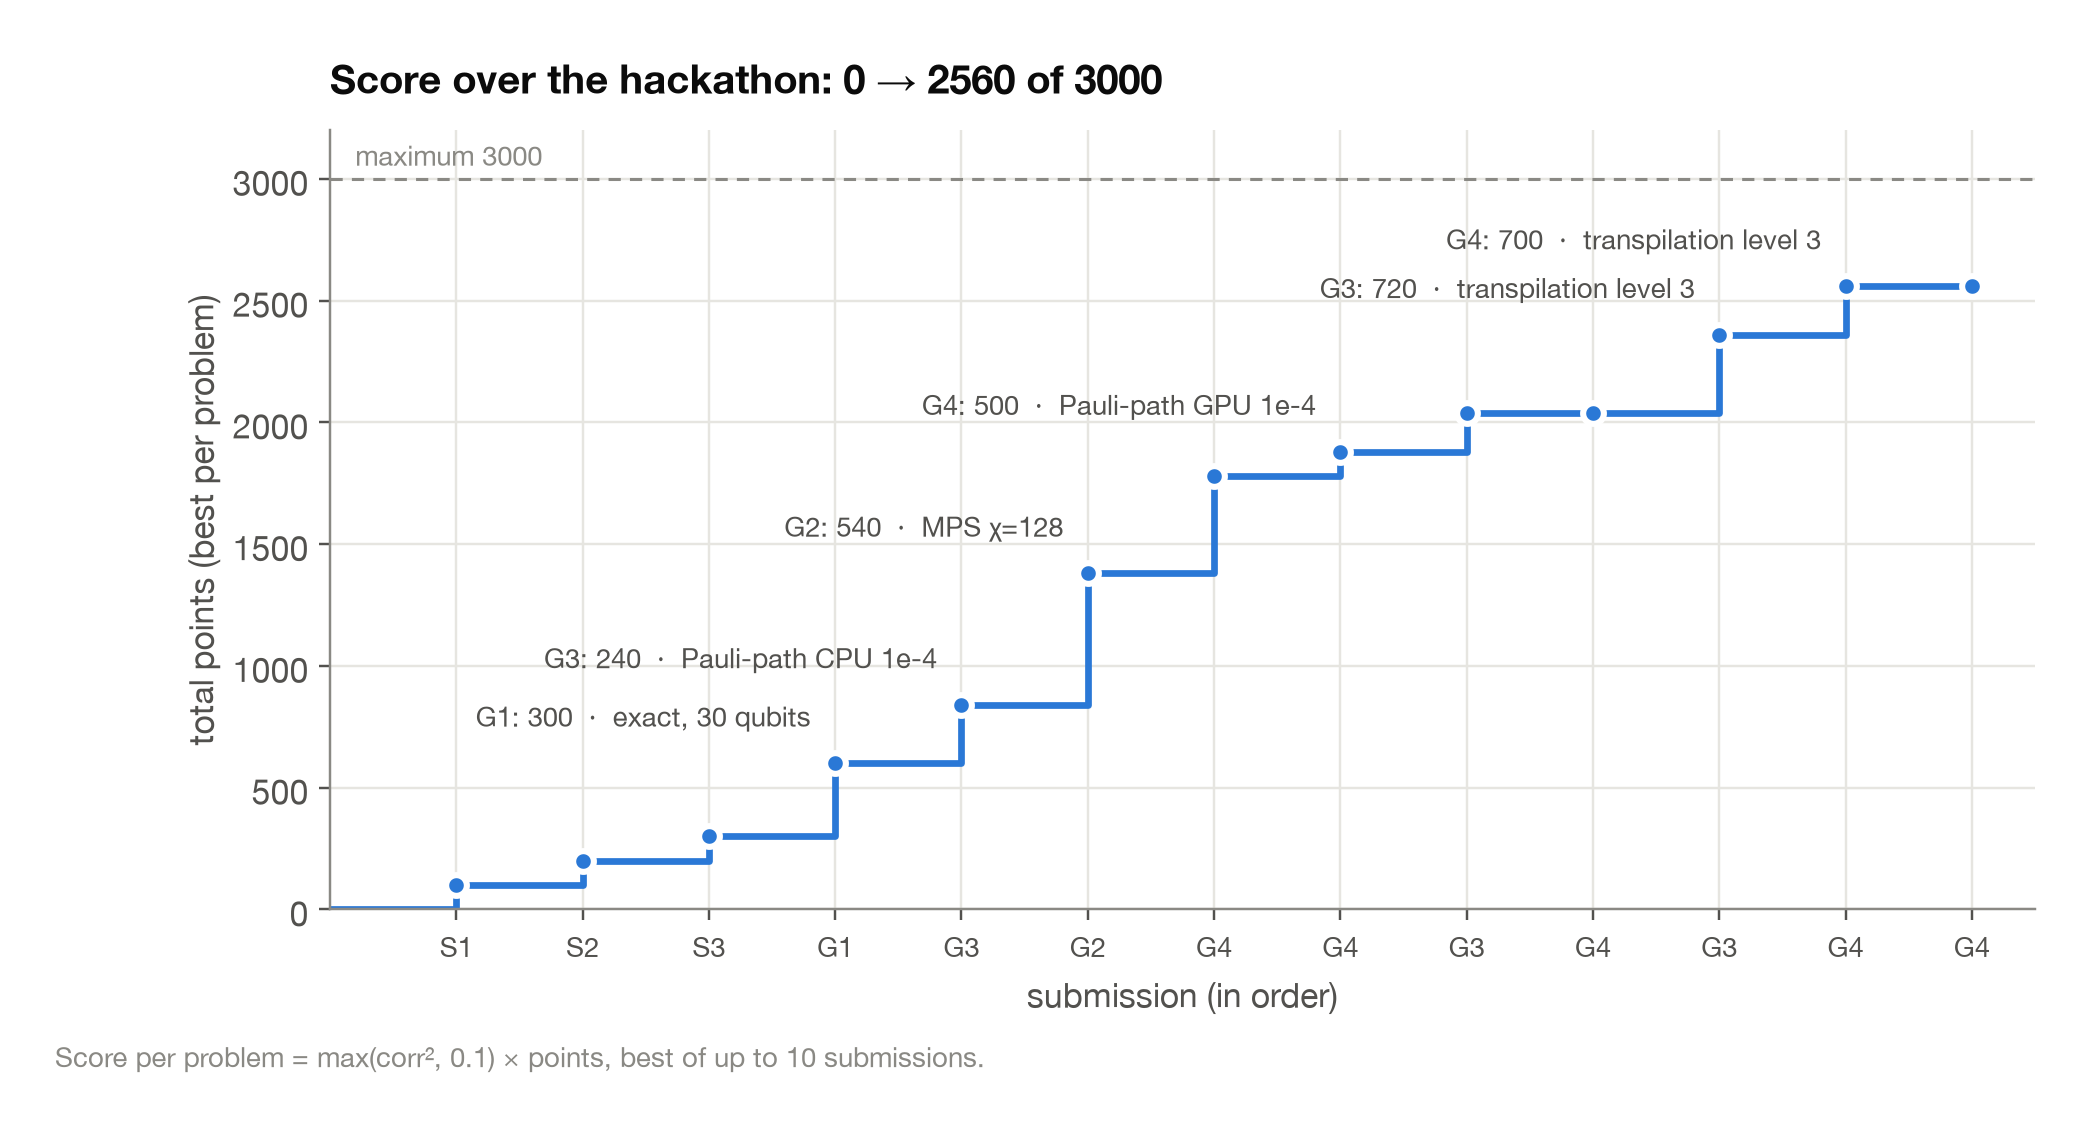 Score over the hackathon: 0 → 2560 of 3000
maximum 3000
3000
G4: 700 · transpilation level 3
G3: 720 · transpilation level 3
2500
G4: 500 · Pauli-path GPU 1e-4
2000
G2: 540 · MPS χ=128
1500
G3: 240 · Pauli-path CPU 1e-4
1000
G1: 300 · exact, 30 qubits
500
0
total points (best per problem)
S1 S2 S3 G1 G3 G2 G4 G4 G3 G4 G3 G4 G4
submission (in order)
Score per problem = max(corr², 0.1) × points, best of up to 10 submissions.